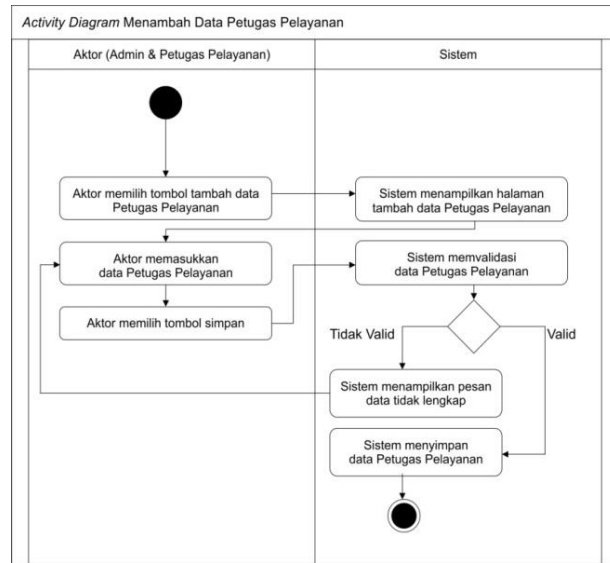 Activity Diagram Menambah Data Petugas Pelayanan
Aktor (Admin & Petugas Pelayanan)
Sistem
Aktor memilih tombol tambah data
Petugas Pelayanan
Sistem menampilkan halaman
tambah data Petugas Pelayanan
Aktor memasukkan
data Petugas Pelayanan
Sistem memvalidasi
data Petugas Pelayanan
Aktor memilih tombol simpan
Tidak Valid
Valid
Sistem menampilkan pesan
data tidak lengkap
Sistem menyimpan
data Petugas Pelayanan